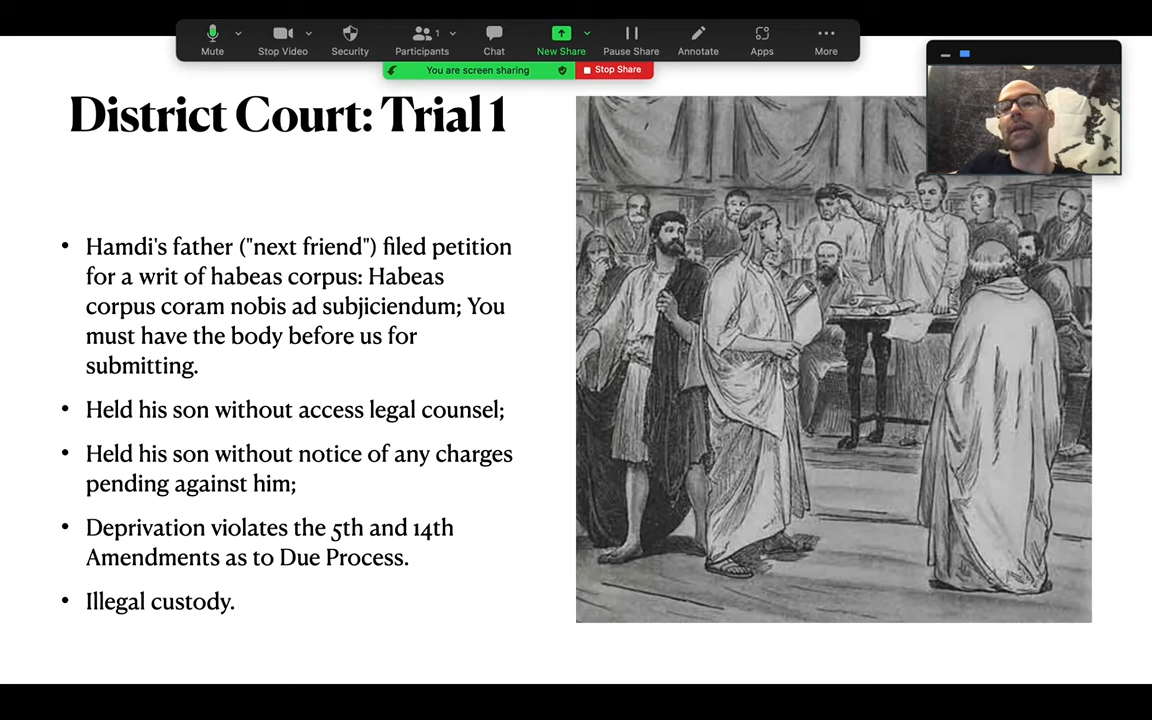 Mute
Stop Video
Security
1
Participants
Chat
New Share
Pause Share
Annotate
Apps
More
You are screen sharing
Stop Share
District Court: Trial 1
• Hamdi's father ("next friend") filed petition
for a writ of habeas corpus: Habeas
corpus coram nobis ad subjiciendum; You
must have the body before us for
submitting.
• Held his son without access legal counsel;
• Held his son without notice of any charges
pending against him;
• Deprivation violates the 5th and 14th
Amendments as to Due Process.
• Illegal custody.